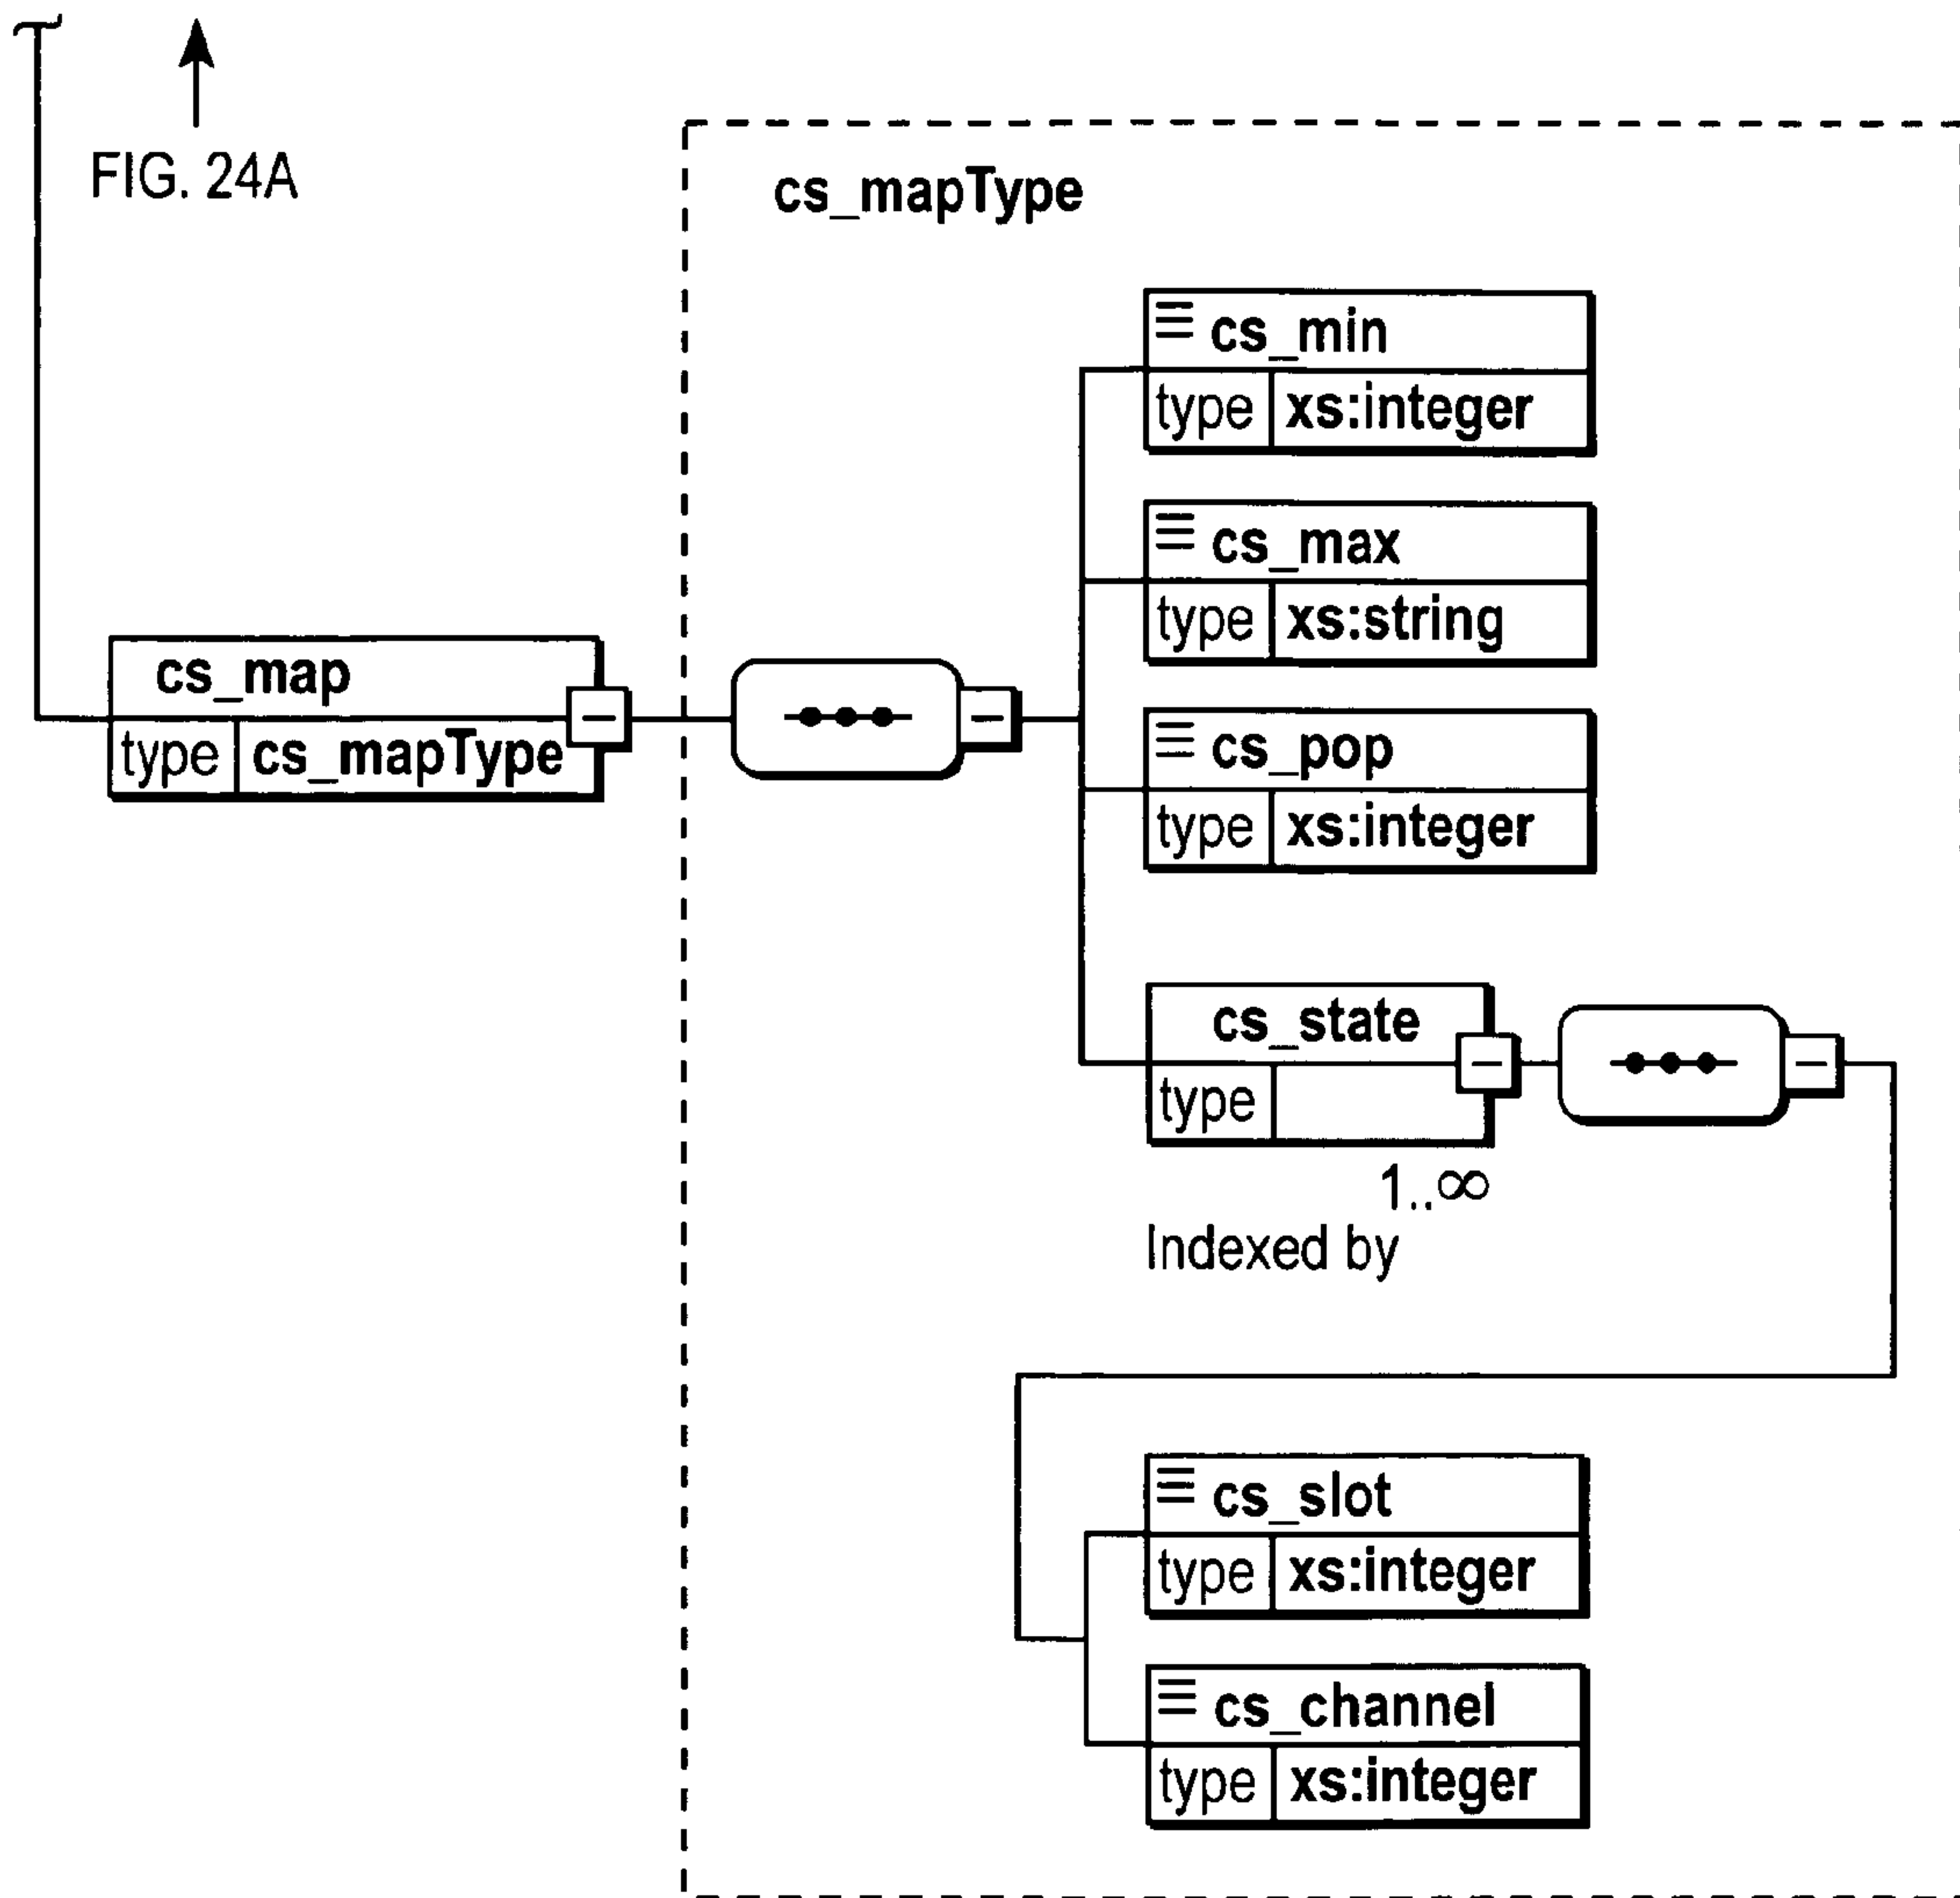 FIG. 24A
cs_mapType
cs_min
type xs:integer
cs_max
type xs:string
cs_map
type cs_mapType
cs_pop
type xs:integer
cs_state
type
1..∞
Indexed by
cs_slot
type xs:integer
cs_channel
type xs:integer